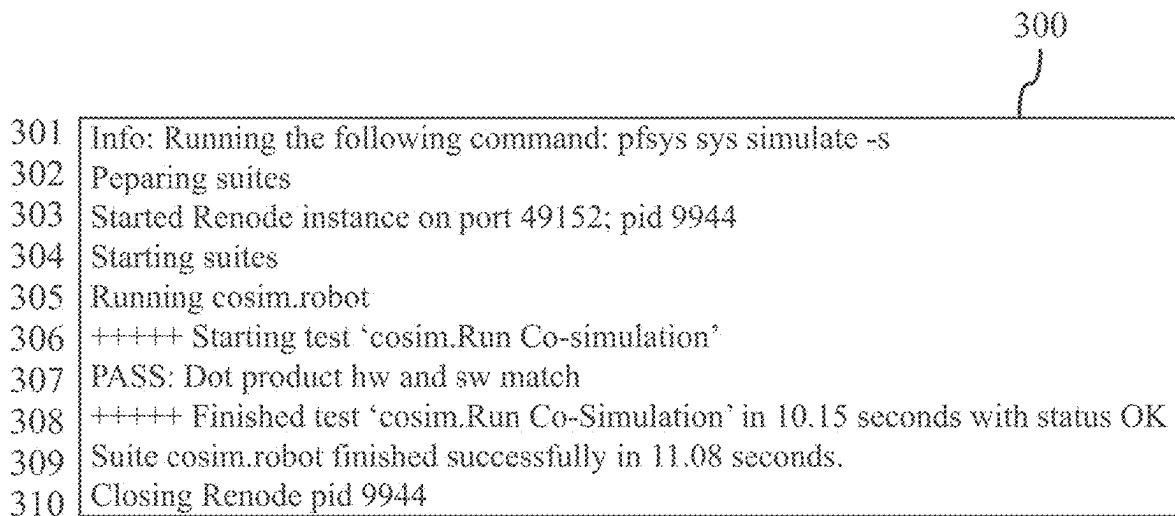 300
301 Info: Running the following command: pfsys sys simulate -s
302 Peparing suites
303 Started Renode instance on port 49152; pid 9944
304 Starting suites
305 Running cosim.robot
306 +++++ Starting test ‘cosim.Run Co-simulation’
307 PASS: Dot product hw and sw match
308 +++++ Finished test ‘cosim.Run Co-Simulation’ in 10.15 seconds with status OK
309 Suite cosim.robot finished successfully in 11.08 seconds.
310 Closing Renode pid 9944